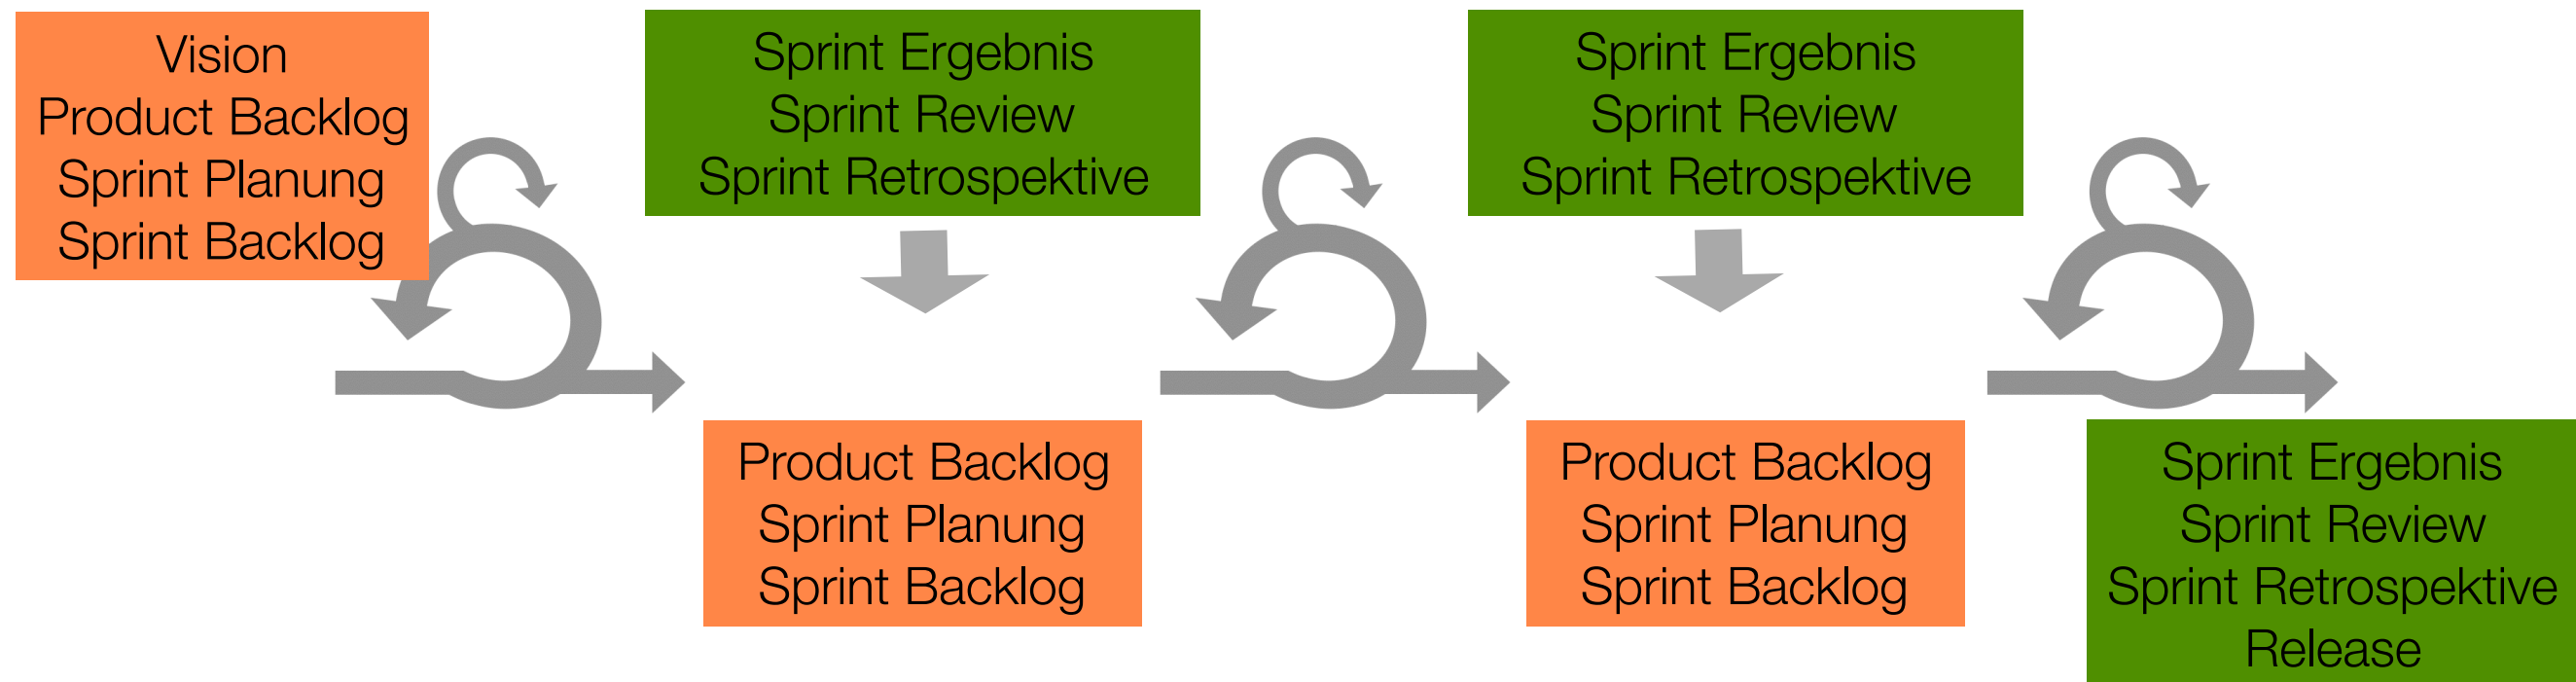 Vision
Product Backlog
Sprint Planung
Sprint Backlog
Sprint Ergebnis
Sprint Review
Sprint Retrospektive
Product Backlog
Sprint Planung
Sprint Backlog
Sprint Ergebnis
Sprint Review
Sprint Retrospektive
Product Backlog
Sprint Planung
Sprint Backlog
Sprint Ergebnis
Sprint Review
Sprint Retrospektive
Release